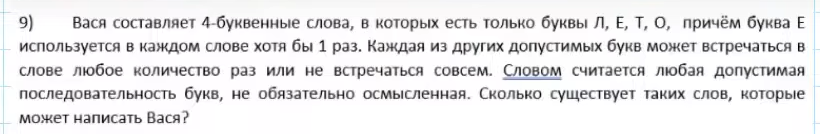 9) Вася составляет 4-буквенные слова, в которых есть только буквы Л, Е, Т, О, причём буква Е
используется в каждом слове хотя бы 1 раз. Каждая из других допустимых букв может встречаться в
слове любое количество раз или не встречаться совсем. Словом считается любая допустимая
последовательность букв, не обязательно осмысленная. Сколько существует таких слов, которые
может написать Вася?